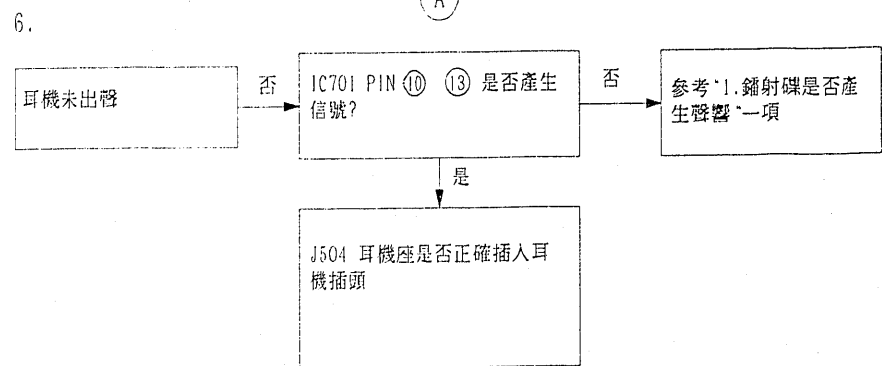 A
6.
耳機未出聲
否
IC701 PIN ⑩ ⑬ 是否產生
信號?
否
參考"1.鐳射碟是否產
生聲響"一項
是
J504 耳機座是否正確插入耳
機插頭